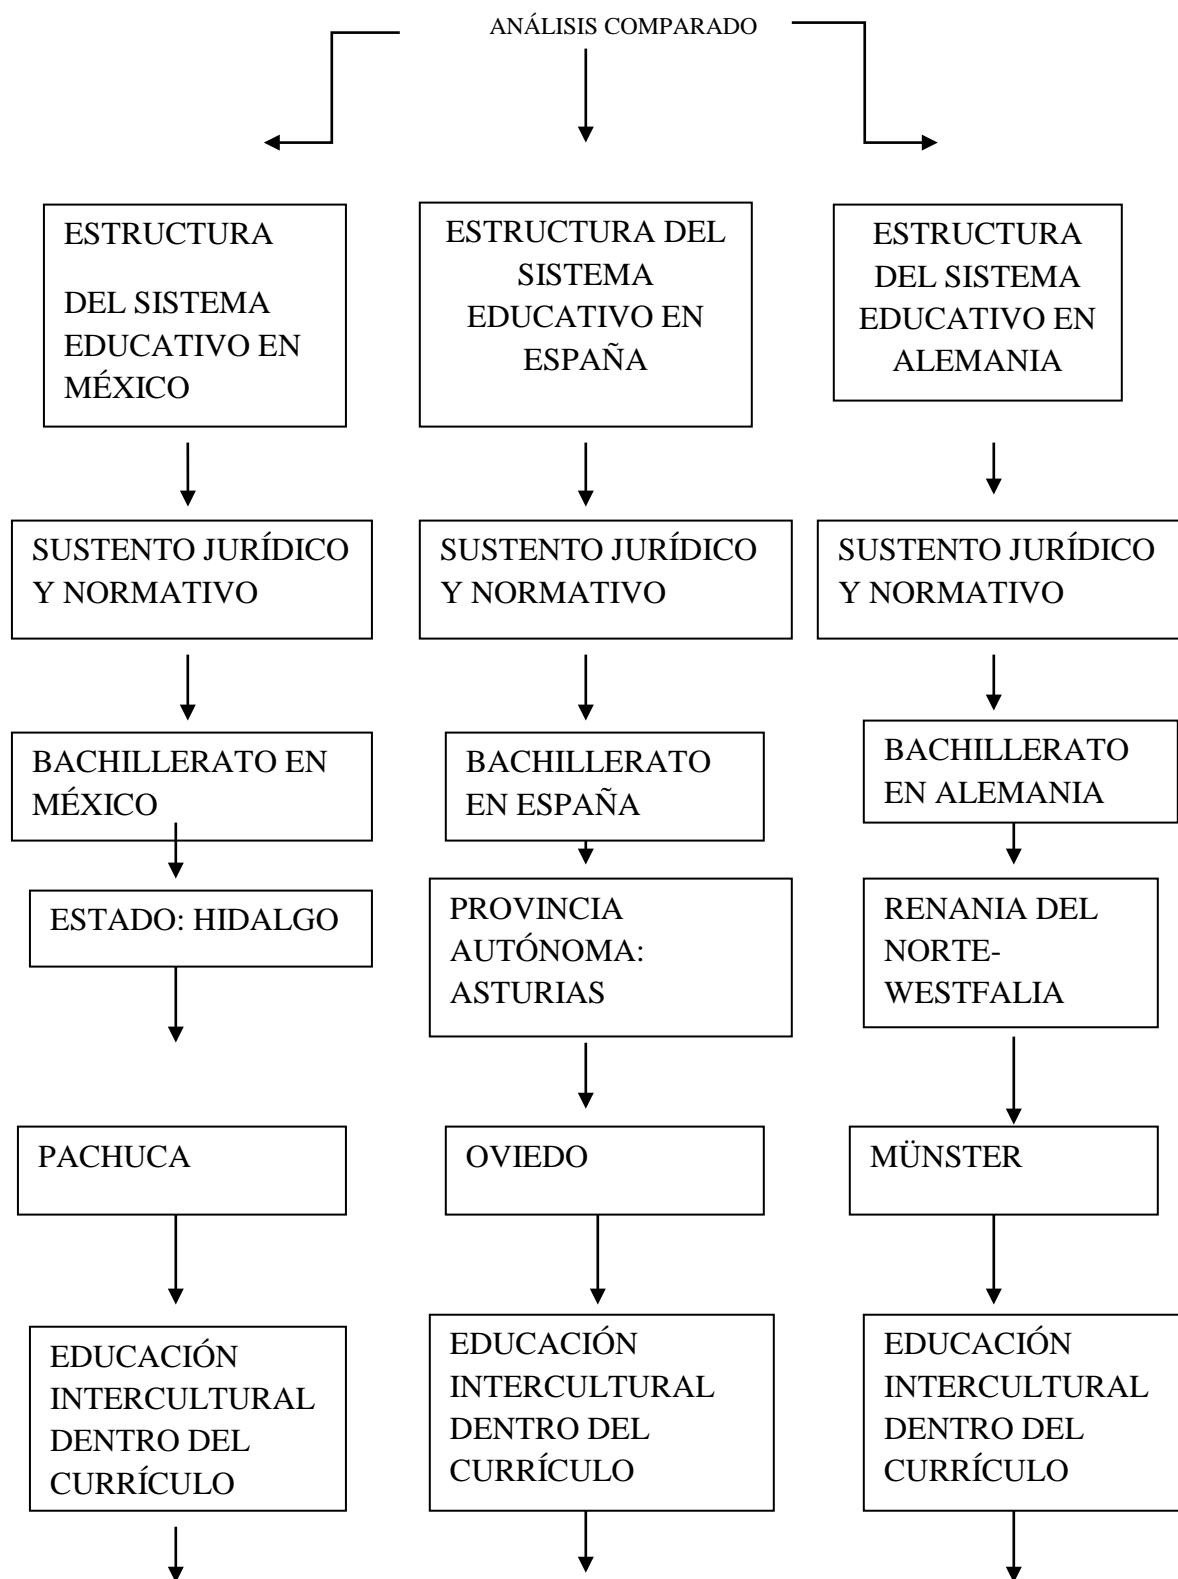 ANÁLISIS COMPARADO
ESTRUCTURA
DEL SISTEMA
EDUCATIVO EN
MÉXICO
ESTRUCTURA DEL
SISTEMA
EDUCATIVO EN
ESPAÑA
ESTRUCTURA
DEL SISTEMA
EDUCATIVO EN
ALEMANIA
SUSTENTO JURÍDICO
Y NORMATIVO
SUSTENTO JURÍDICO
Y NORMATIVO
SUSTENTO JURÍDICO
Y NORMATIVO
BACHILLERATO EN
MÉXICO
BACHILLERATO
EN ESPAÑA
BACHILLERATO
EN ALEMANIA
ESTADO: HIDALGO
PROVINCIA
AUTÓNOMA:
ASTURIAS
RENANIA DEL
NORTE-
WESTFALIA
PACHUCA
OVIEDO
MÜNSTER
EDUCACIÓN
INTERCULTURAL
DENTRO DEL
CURRÍCULO
EDUCACIÓN
INTERCULTURAL
DENTRO DEL
CURRÍCULO
EDUCACIÓN
INTERCULTURAL
DENTRO DEL
CURRÍCULO